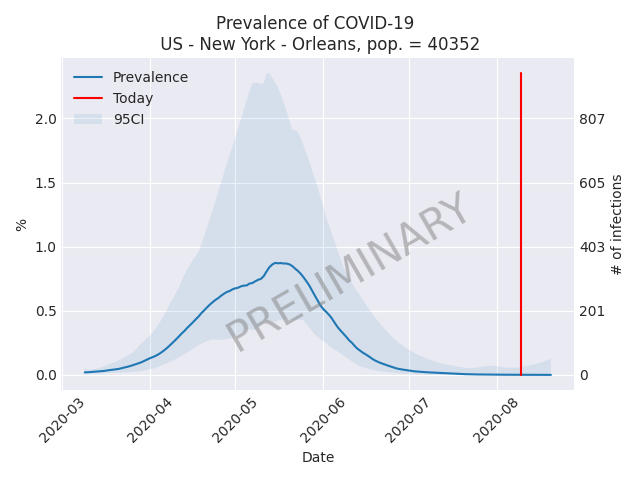 Prevalence of COVID-19
US - New York - Orleans, pop. = 40352
Prevalence
Today
95CI
2.0
1.5
1.0
0.5
0.0
%
807
605
403
201
0
# of infections
PRELIMINARY
2020-03
2020-04
2020-05
2020-06
2020-07
2020-08
Date